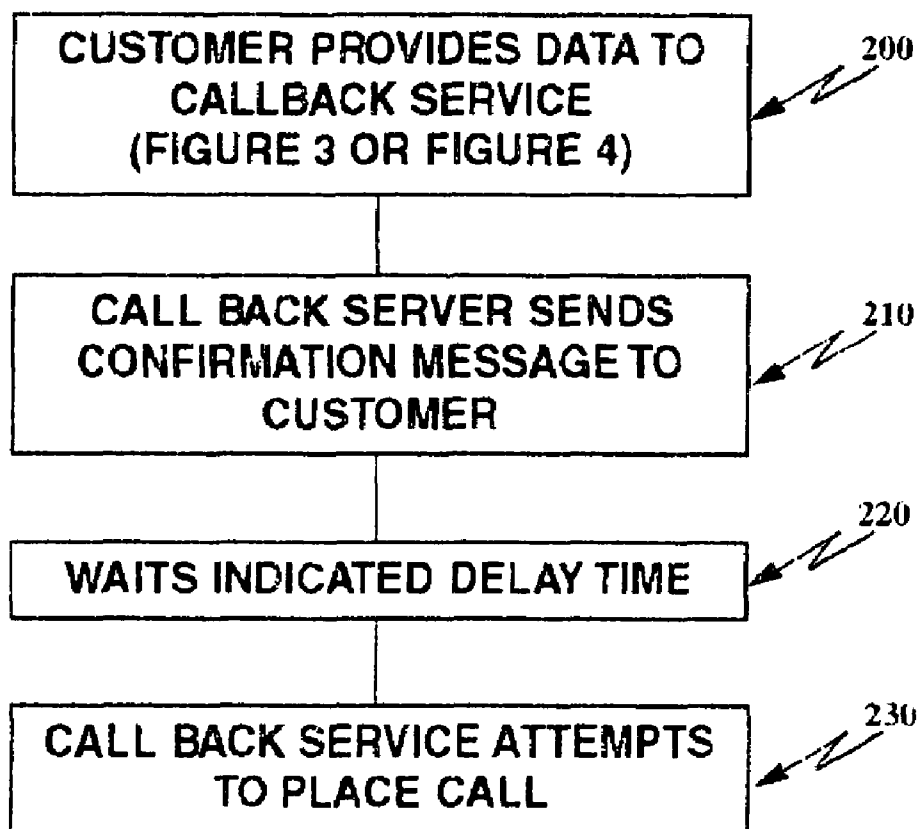 CUSTOMER PROVIDES DATA TO
CALLBACK SERVICE
(FIGURE 3 OR FIGURE 4)
200
CALL BACK SERVER SENDS
CONFIRMATION MESSAGE TO
CUSTOMER
210
WAITS INDICATED DELAY TIME
220
CALL BACK SERVICE ATTEMPTS
TO PLACE CALL
230